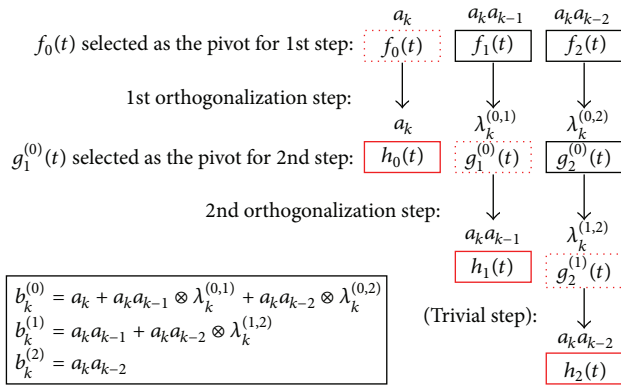 a_k a_k a_{k−1} a_k a_{k−2}
f_0(t) selected as the pivot for 1st step: f_0(t) f_1(t) f_2(t)
1st orthogonalization step:
a_k λ_k^{(0,1)} λ_k^{(0,2)}
g_1^{(0)}(t) selected as the pivot for 2nd step: h_0(t) g_1^{(0)}(t) g_2^{(0)}(t)
2nd orthogonalization step:
a_k a_{k−1} λ_k^{(1,2)}
h_1(t) g_2^{(1)}(t)
(Trivial step):
a_k a_{k−2}
h_2(t)
b_k^{(0)} = a_k + a_k a_{k−1} ⊗ λ_k^{(0,1)} + a_k a_{k−2} ⊗ λ_k^{(0,2)}
b_k^{(1)} = a_k a_{k−1} + a_k a_{k−2} ⊗ λ_k^{(1,2)}
b_k^{(2)} = a_k a_{k−2}